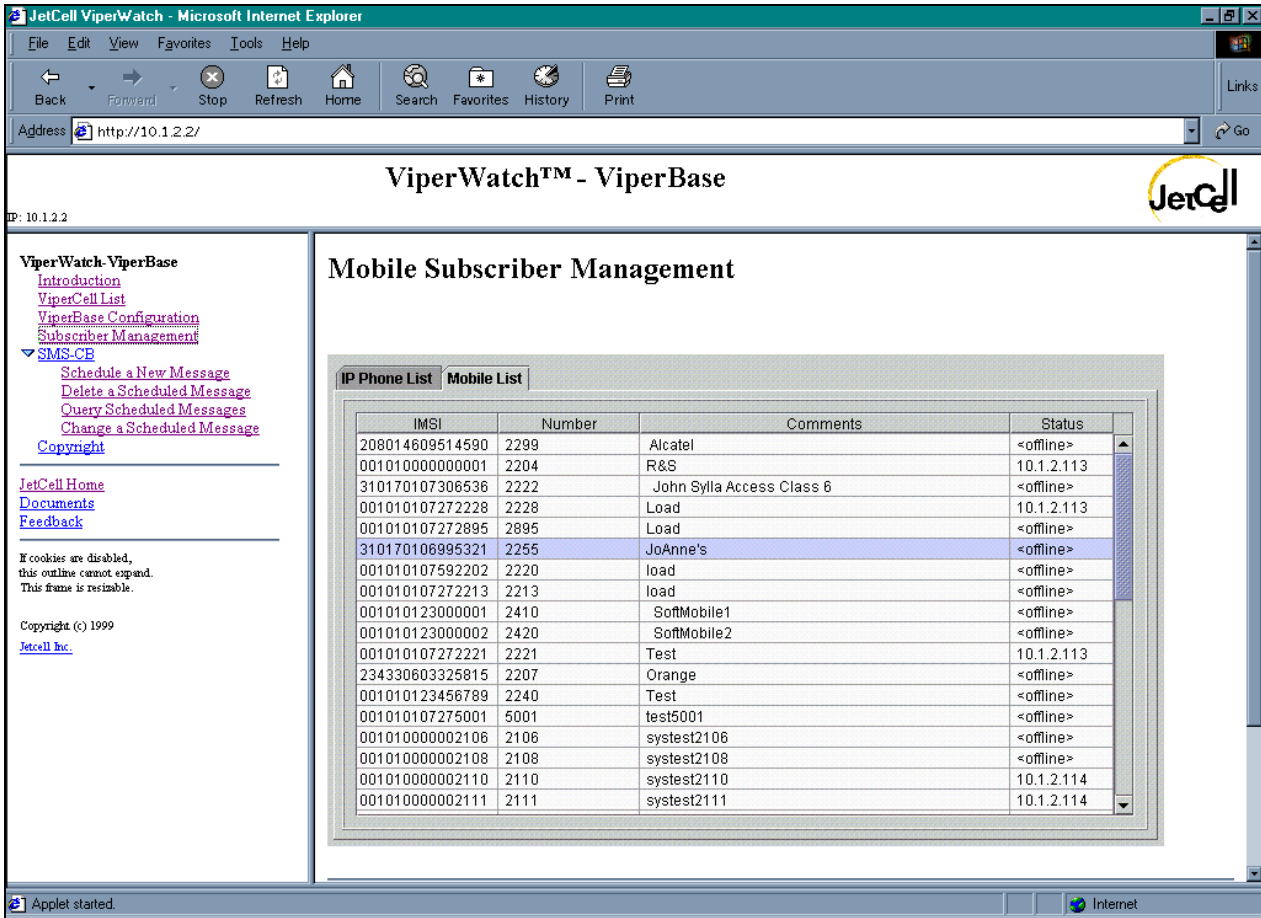 JetCell ViperWatch - Microsoft Internet Explorer
File Edit View Favorites Tools Help
Back Forward Stop Refresh Home Search Favorites History Print Links
Address http://10.1.2.2/ Go
ViperWatch™ - ViperBase
JetCell
IP: 10.1.2.2
ViperWatch-ViperBase
Introduction
ViperCell List
ViperBase Configuration
Subscriber Management
SMS-CB
Schedule a New Message
Delete a Scheduled Message
Query Scheduled Messages
Change a Scheduled Message
Copyright
JetCell Home
Documents
Feedback
If cookies are disabled,
this outline cannot expand.
This frame is resizable.
Copyright (c) 1999
Jetcell Inc.
Mobile Subscriber Management
IP Phone List Mobile List
IMSI Number Comments Status
208014609514590 2299 Alcatel <offline>
001010000000001 2204 R&S 10.1.2.113
310170107306536 2222 John Sylla Access Class 6 <offline>
001010107272228 2228 Load 10.1.2.113
001010107272895 2895 Load <offline>
310170106995321 2255 JoAnne's <offline>
001010107592202 2220 load <offline>
001010107272213 2213 load <offline>
001010123000001 2410 SoftMobile1 <offline>
001010123000002 2420 SoftMobile2 <offline>
001010107272221 2221 Test 10.1.2.113
234330603325815 2207 Orange <offline>
001010123456789 2240 Test <offline>
001010107275001 5001 test5001 <offline>
001010000002106 2106 systest2106 <offline>
001010000002108 2108 systest2108 <offline>
001010000002110 2110 systest2110 10.1.2.114
001010000002111 2111 systest2111 10.1.2.114
Applet started. Internet